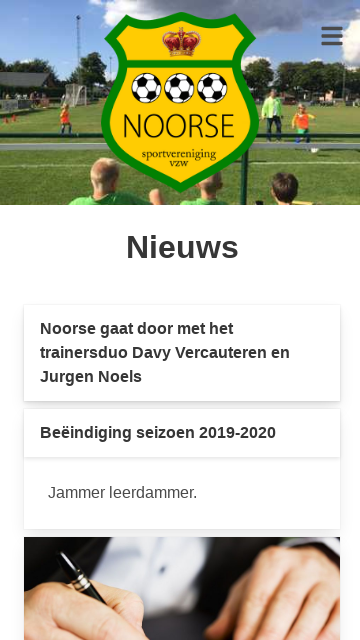 NOORSE
sportvereniging
vzw
Nieuws
Noorse gaat door met het
trainersduo Davy Vercauteren en
Jurgen Noels
Beëindiging seizoen 2019-2020
Jammer leerdammer.